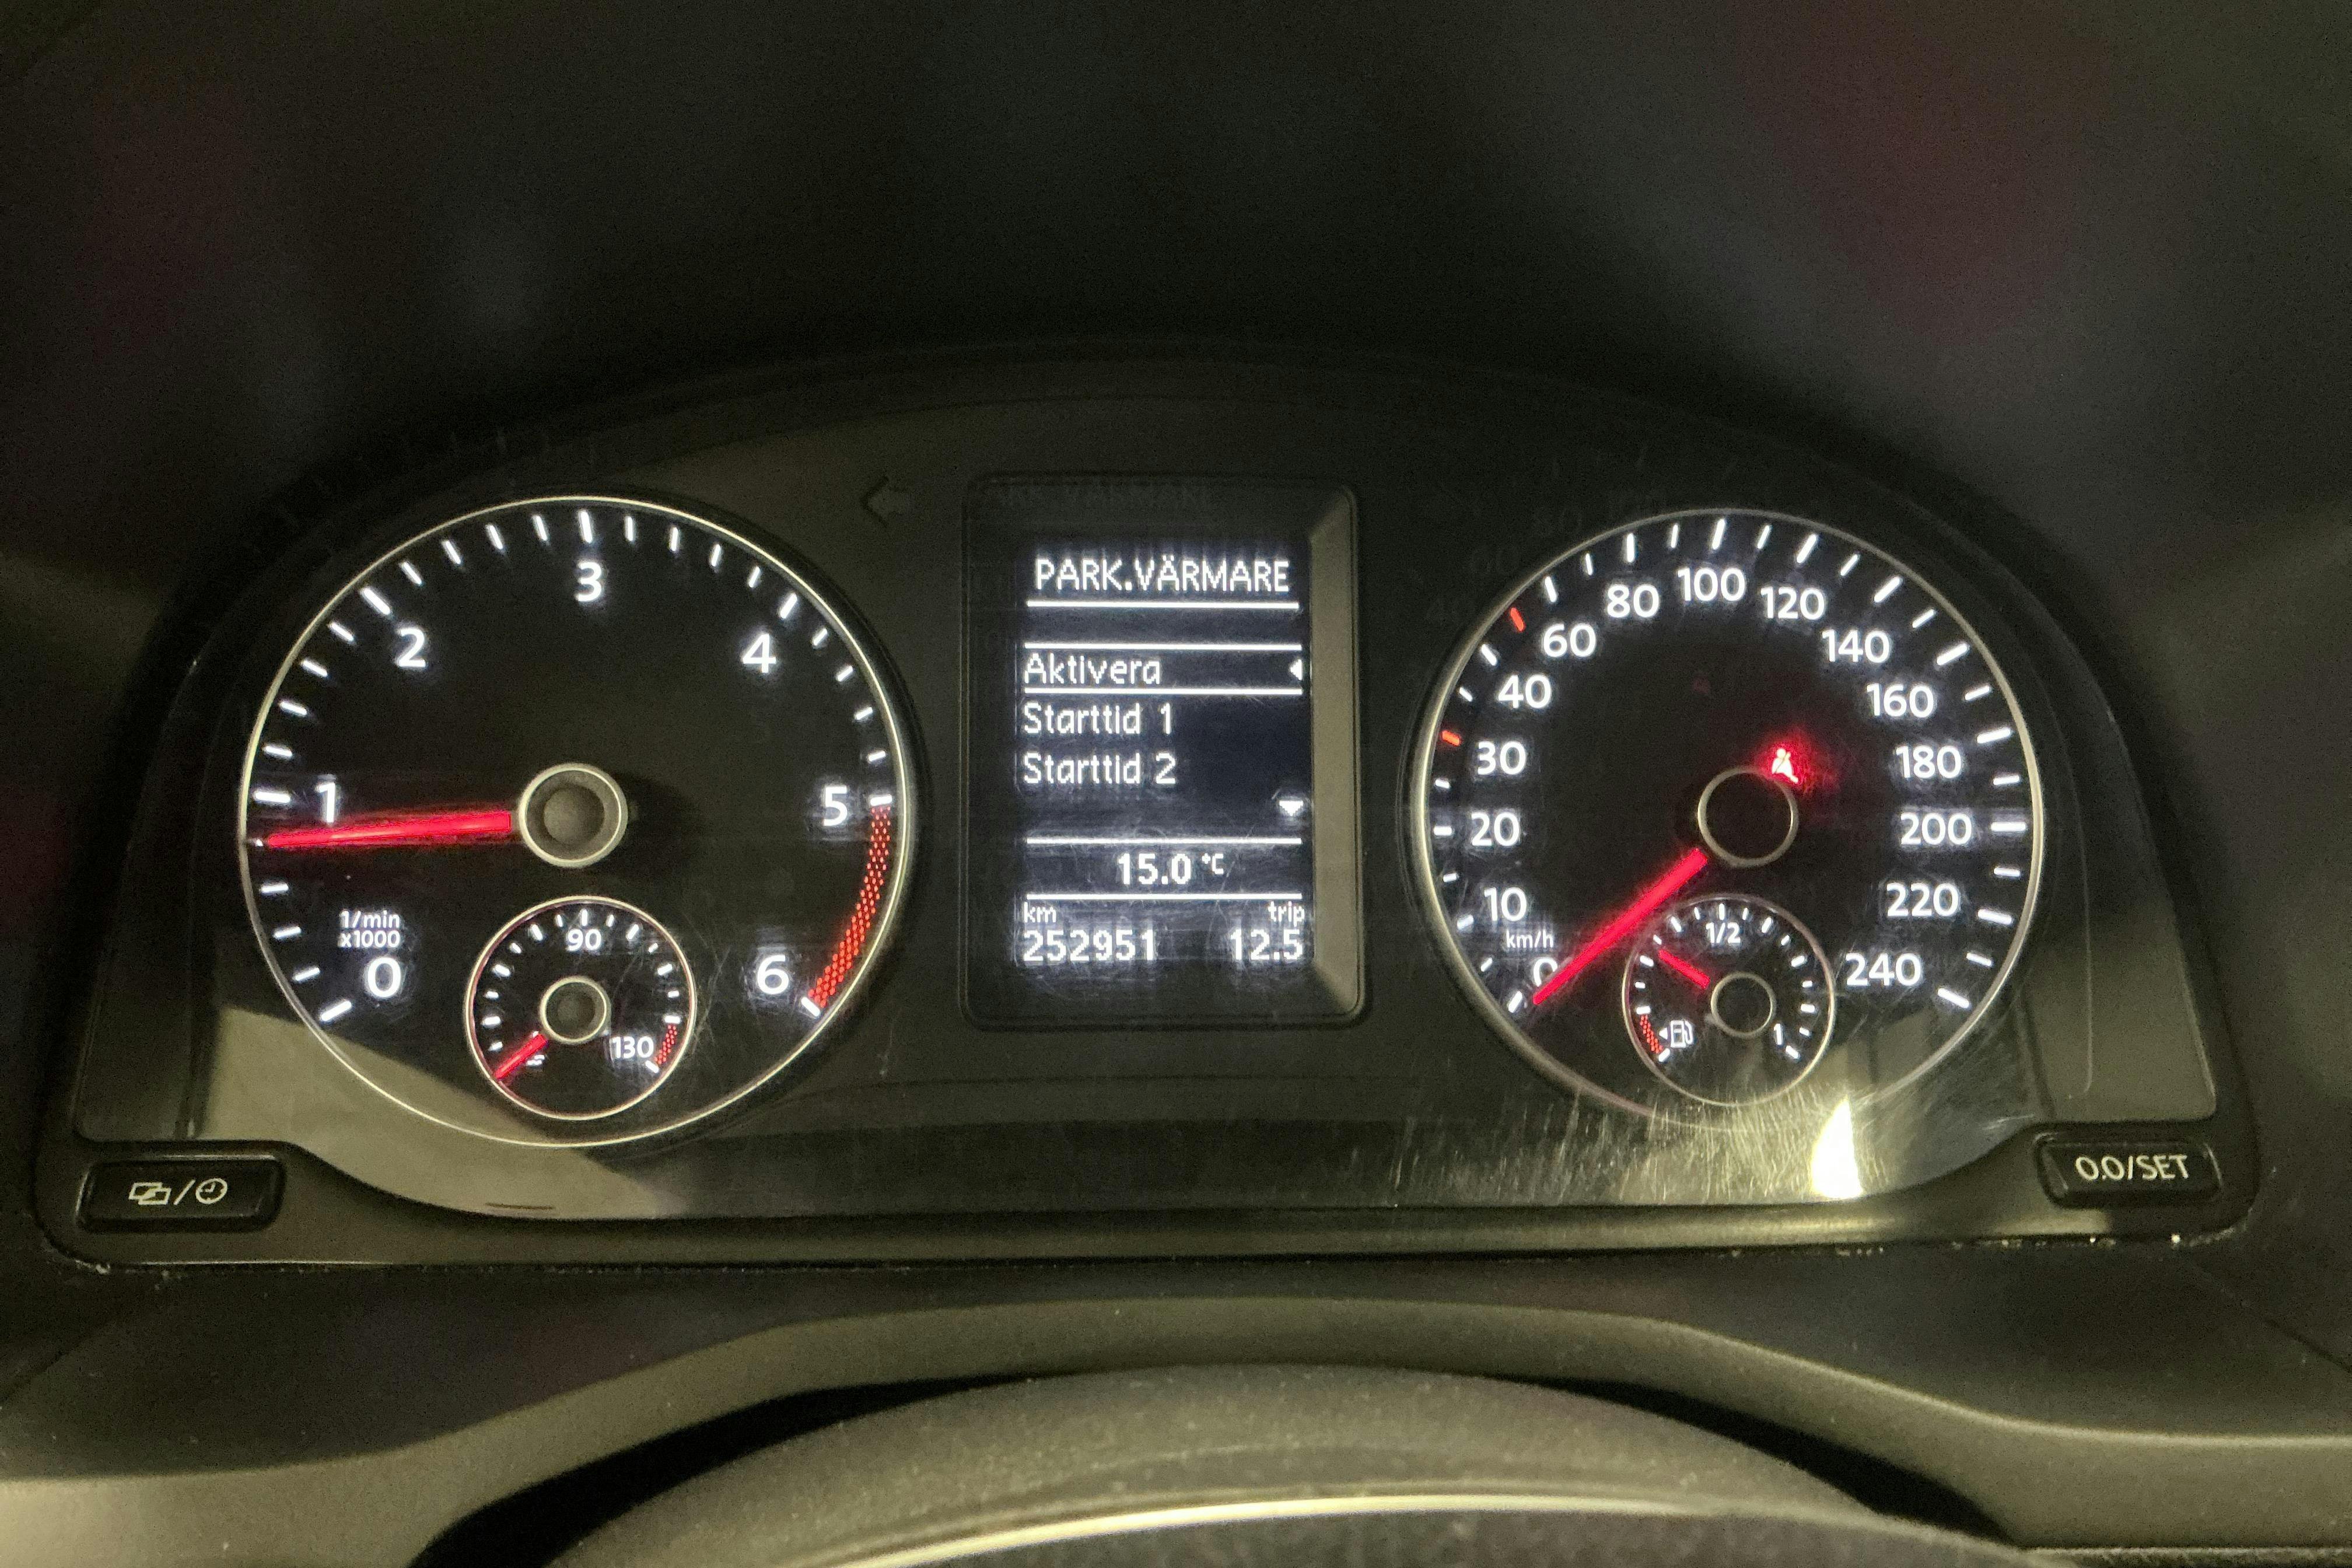 PARK.VÄRMARE
Aktivera
Starttid 1
Starttid 2
15.0 °C
km trip
252951 12.5
0 1 2 3 4 5 6
1/min
x1000
90
130
0 10 20 30 40 60 80 100 120 140 160 180 200 220 240
km/h
1/2
1
0.0/SET